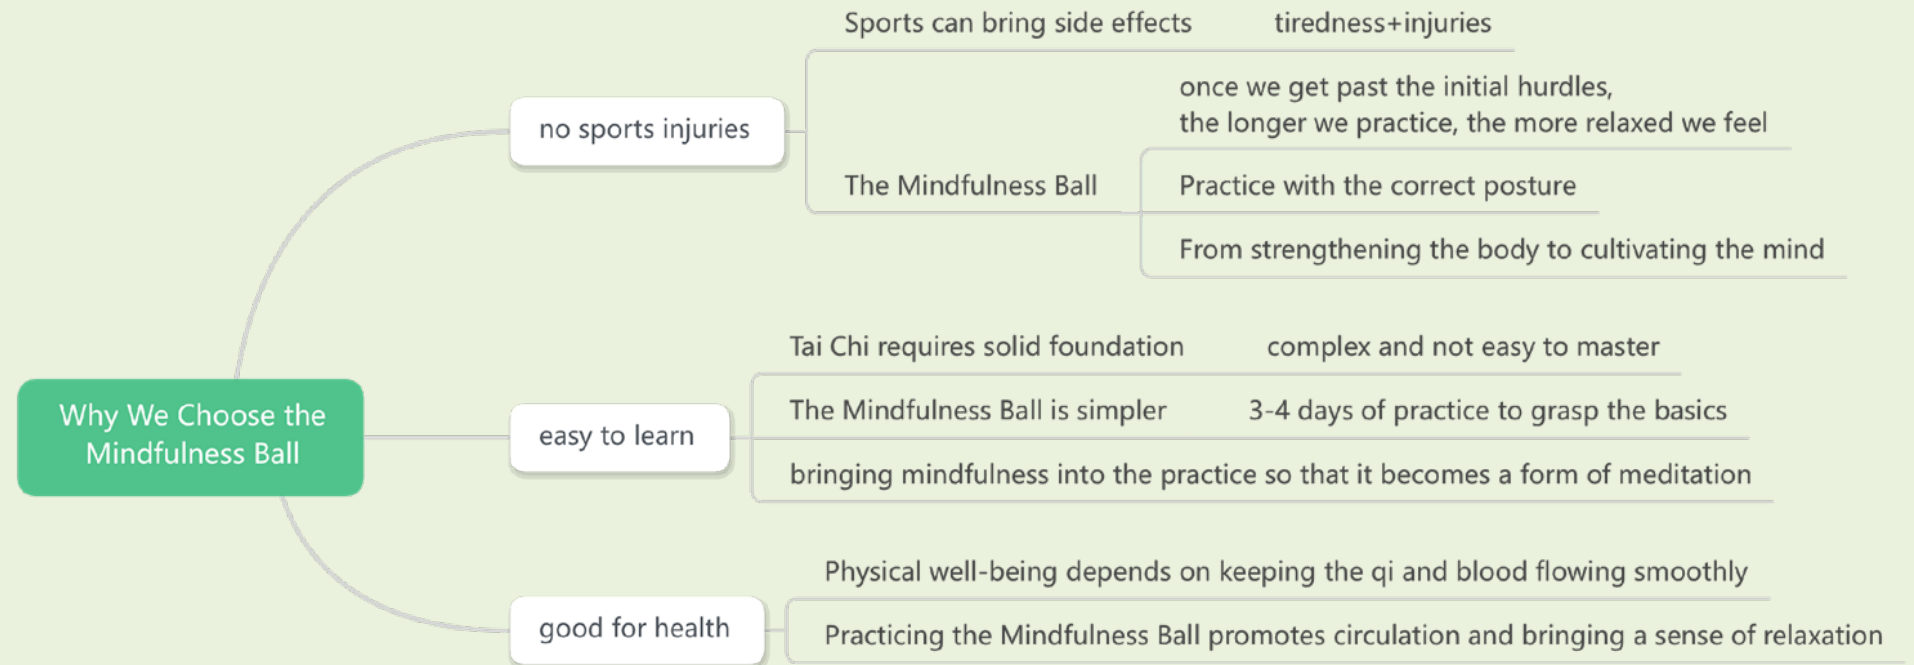 Why We Choose the
Mindfulness Ball
no sports injuries
Sports can bring side effects
tiredness+injuries
The Mindfulness Ball
once we get past the initial hurdles,
the longer we practice, the more relaxed we feel
Practice with the correct posture
From strengthening the body to cultivating the mind
easy to learn
Tai Chi requires solid foundation
complex and not easy to master
The Mindfulness Ball is simpler
3-4 days of practice to grasp the basics
bringing mindfulness into the practice so that it becomes a form of meditation
good for health
Physical well-being depends on keeping the qi and blood flowing smoothly
Practicing the Mindfulness Ball promotes circulation and bringing a sense of relaxation